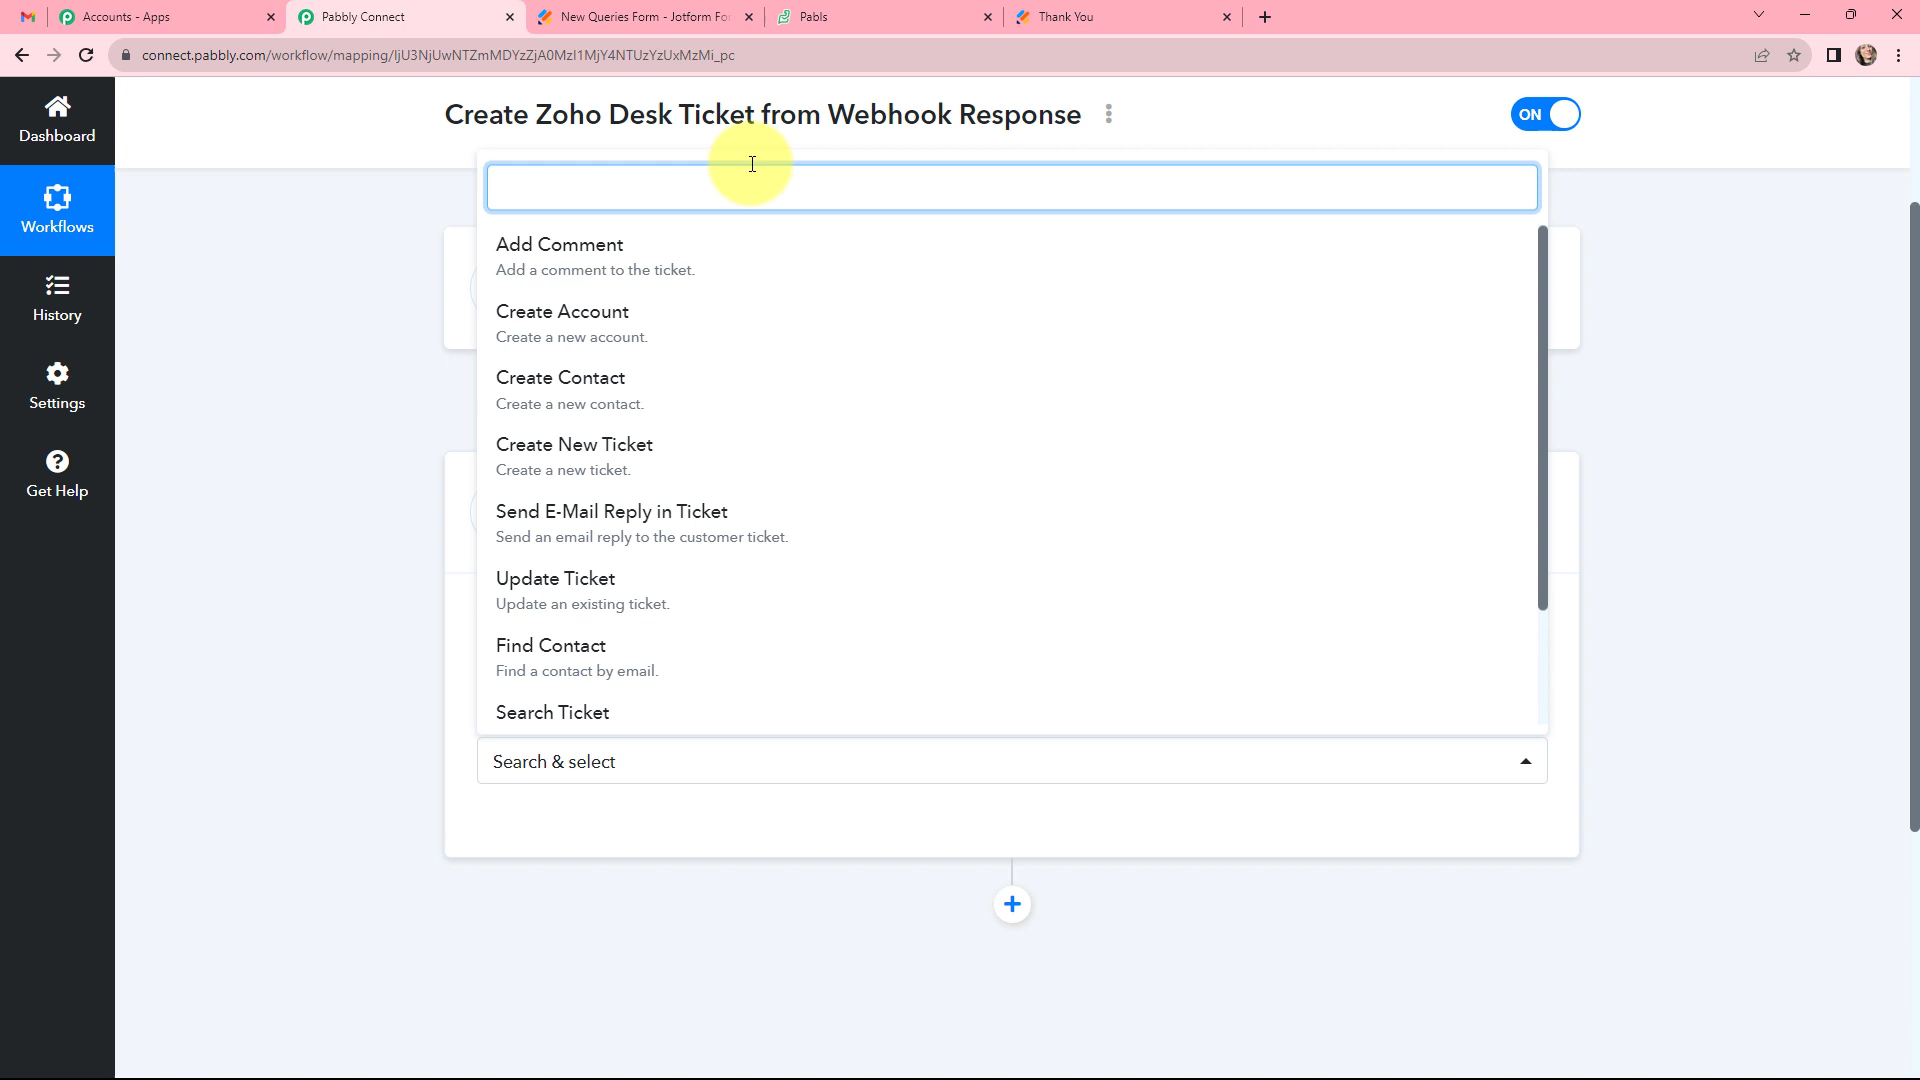 Accounts - Apps
Pabbly Connect
New Queries Form - Jotform For
Pabls
Thank You
connect.pabbly.com/workflow/mapping/IjU3NjUwNTZmMDYzZjA0MzI1MjY4NTUzYzUxMzMi_pc
Dashboard
Workflows
History
Settings
Get Help
Create Zoho Desk Ticket from Webhook Response
ON
Add Comment
Add a comment to the ticket.
Create Account
Create a new account.
Create Contact
Create a new contact.
Create New Ticket
Create a new ticket.
Send E-Mail Reply in Ticket
Send an email reply to the customer ticket.
Update Ticket
Update an existing ticket.
Find Contact
Find a contact by email.
Search Ticket
Search & select